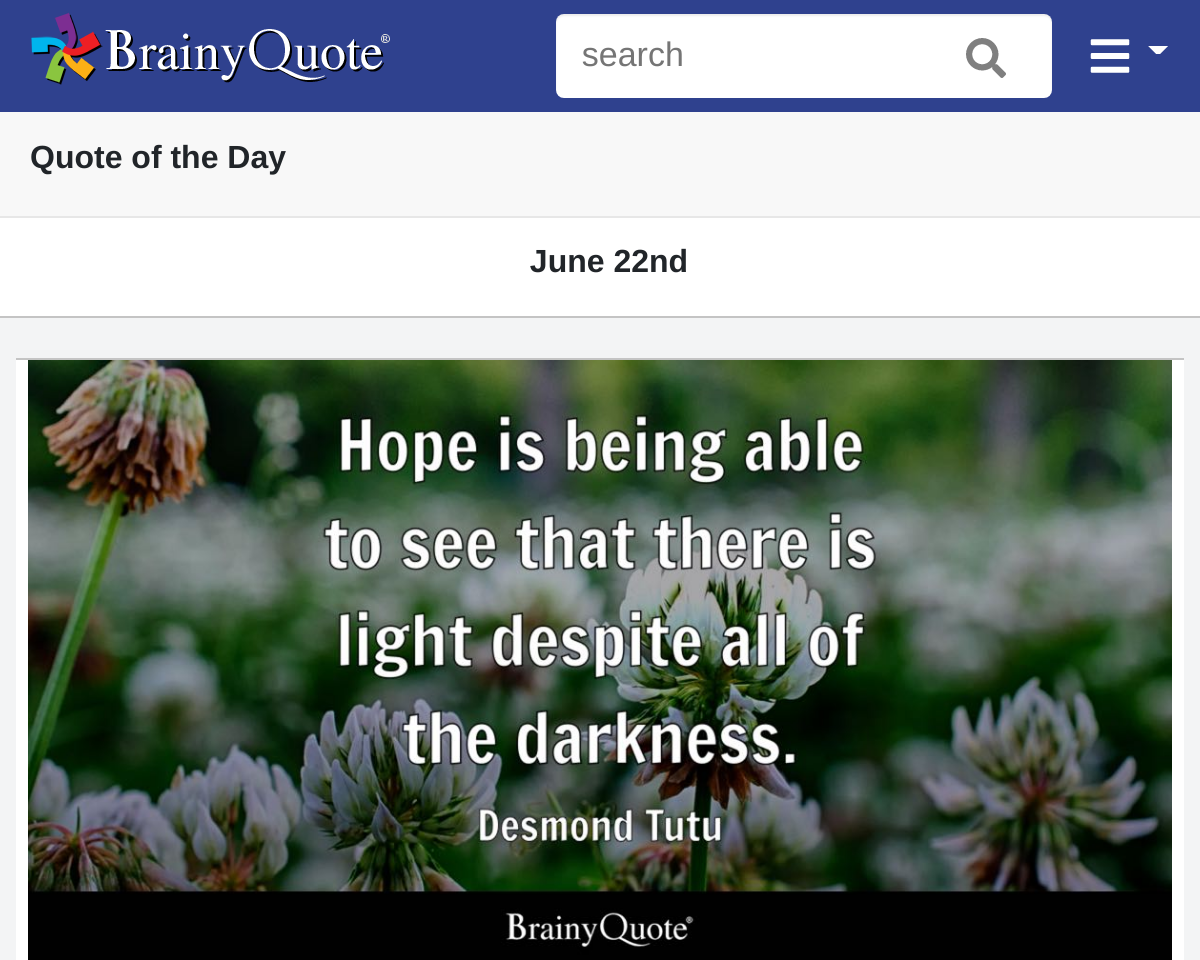 BrainyQuote®
search
Quote of the Day
June 22nd
Hope is being able
to see that there is
light despite all of
the darkness.
Desmond Tutu
BrainyQuote®